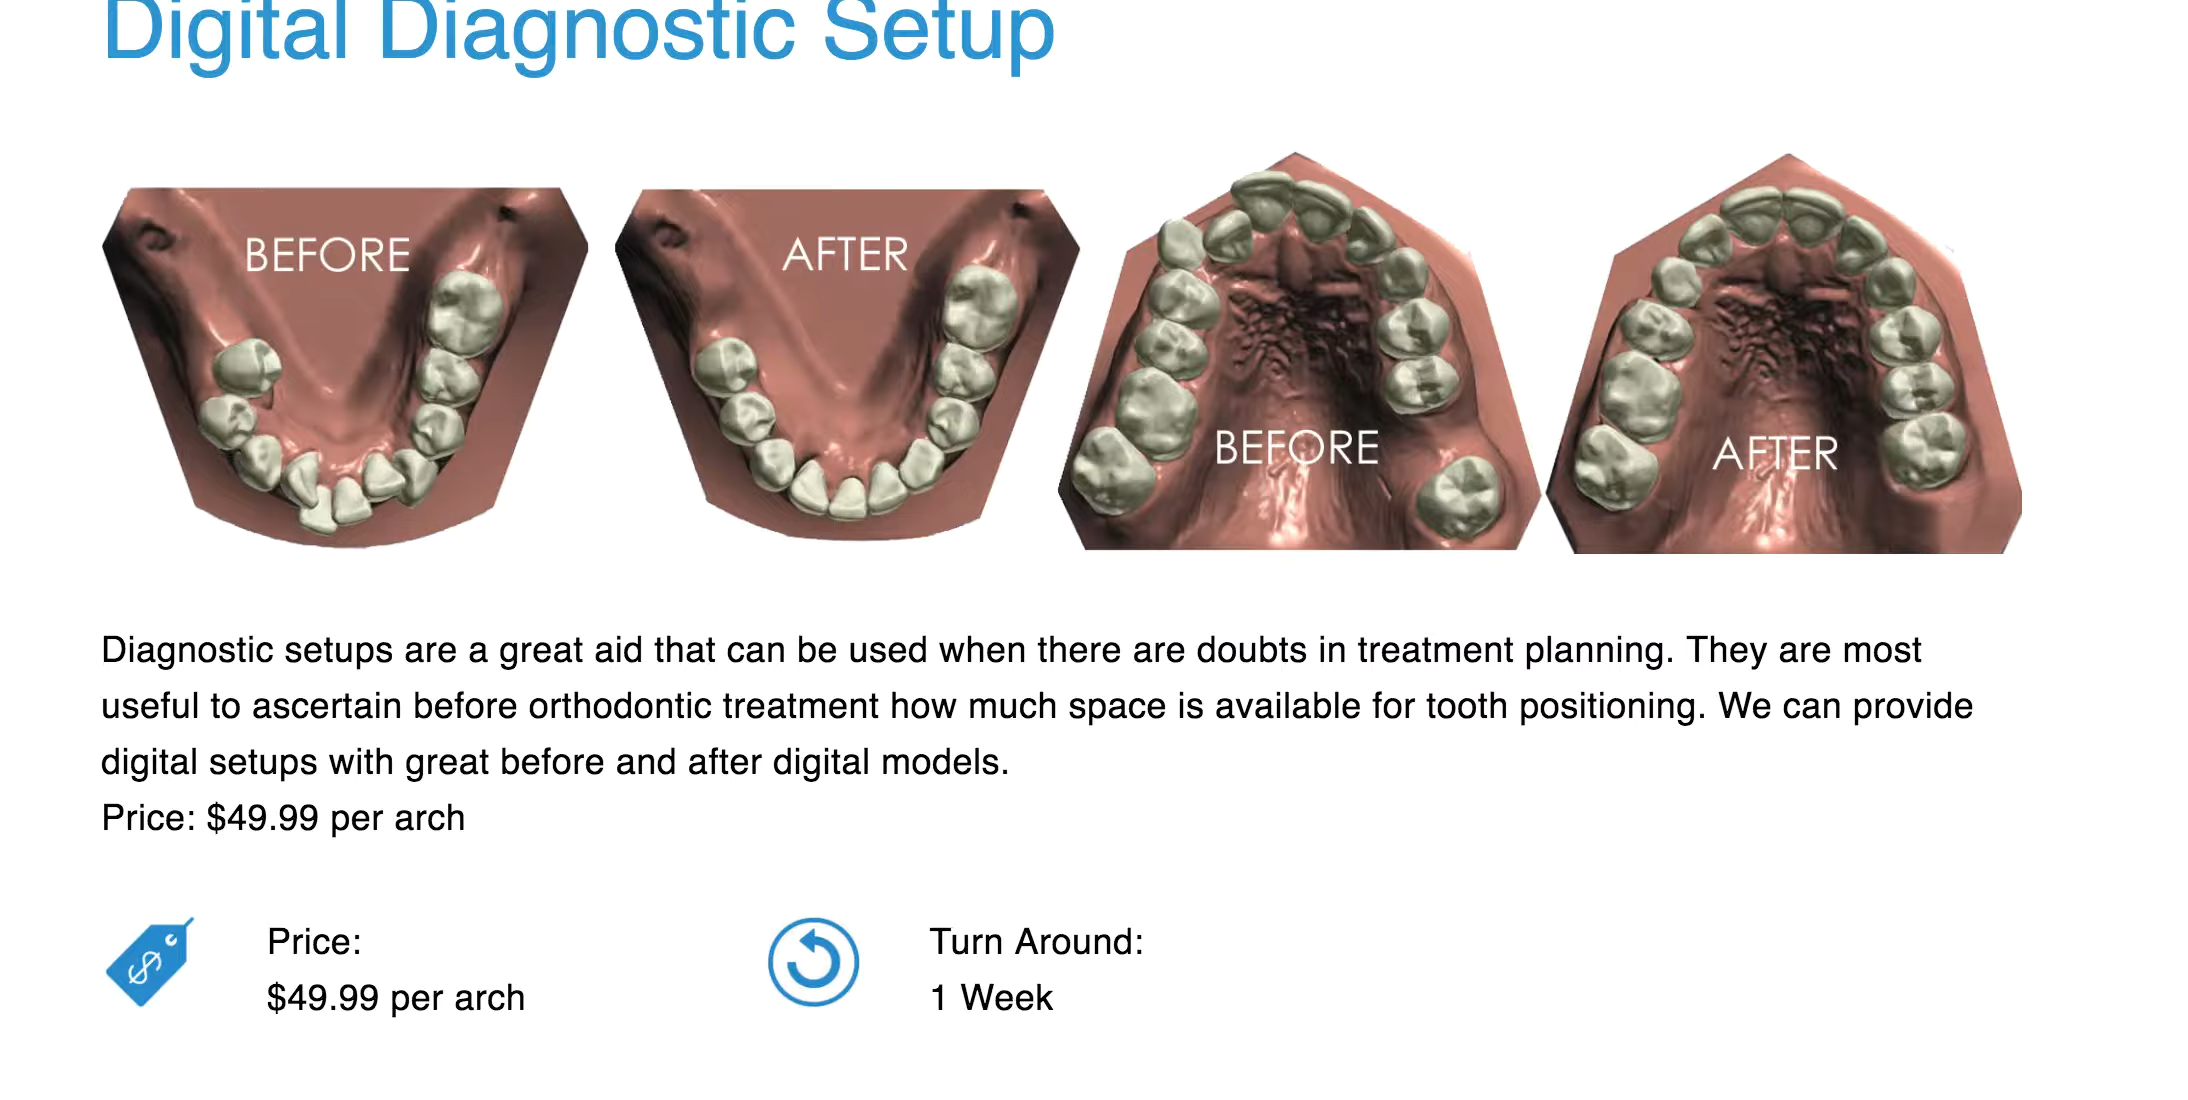 Digital Diagnostic Setup
BEFORE
AFTER
BEFORE
AFTER
Diagnostic setups are a great aid that can be used when there are doubts in treatment planning. They are most
useful to ascertain before orthodontic treatment how much space is available for tooth positioning. We can provide
digital setups with great before and after digital models.
Price: $49.99 per arch
Price:
$49.99 per arch
Turn Around:
1 Week